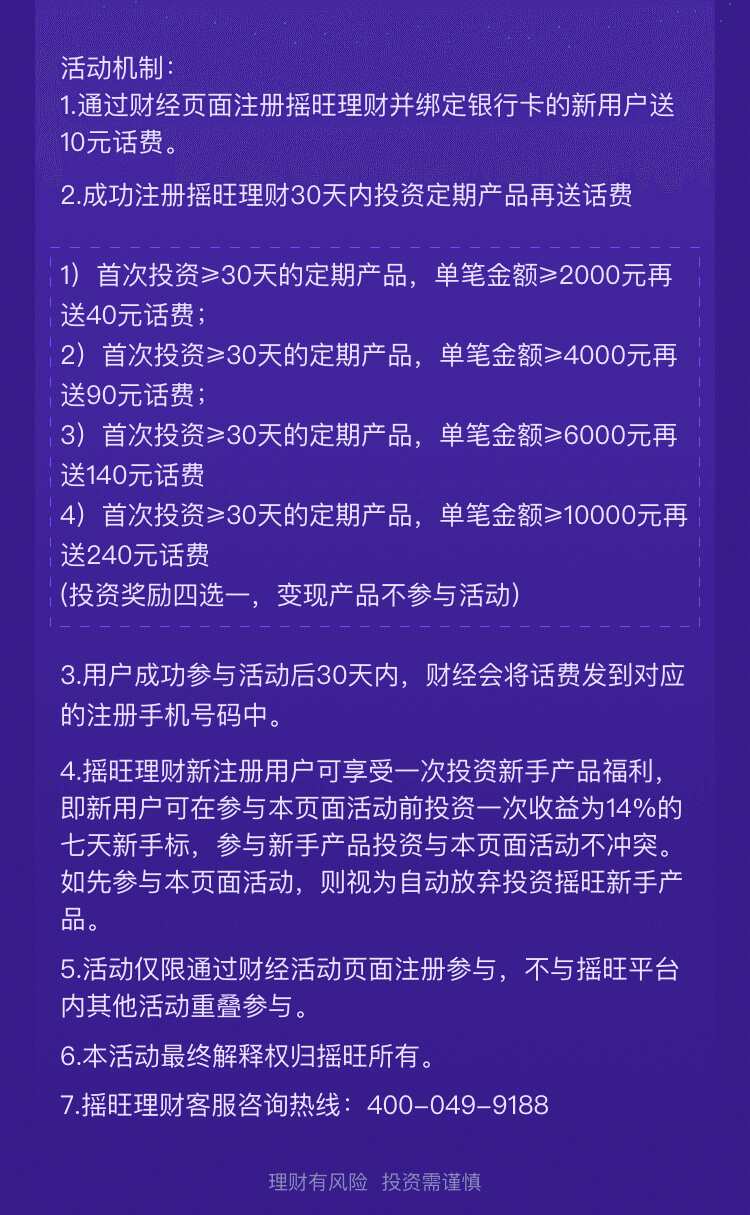 活动机制：
1.通过财经页面注册摇旺理财并绑定银行卡的新用户送
10元话费。
2.成功注册摇旺理财30天内投资定期产品再送话费
1）首次投资≥30天的定期产品，单笔金额≥2000元再
送40元话费；
2）首次投资≥30天的定期产品，单笔金额≥4000元再
送90元话费；
3）首次投资≥30天的定期产品，单笔金额≥6000元再
送140元话费
4）首次投资≥30天的定期产品，单笔金额≥10000元再
送240元话费
(投资奖励四选一，变现产品不参与活动）
3.用户成功参与活动后30天内，财经会将话费发到对应
的注册手机号码中。
4.摇旺理财新注册用户可享受一次投资新手产品福利，
即新用户可在参与本页面活动前投资一次收益为14%的
七天新手标，参与新手产品投资与本页面活动不冲突。
如先参与本页面活动，则视为自动放弃投资摇旺新手产
品。
5.活动仅限通过财经活动页面注册参与，不与摇旺平台
内其他活动重叠参与。
6.本活动最终解释权归摇旺所有。
7.摇旺理财客服咨询热线：400-049-9188
理财有风险 投资需谨慎